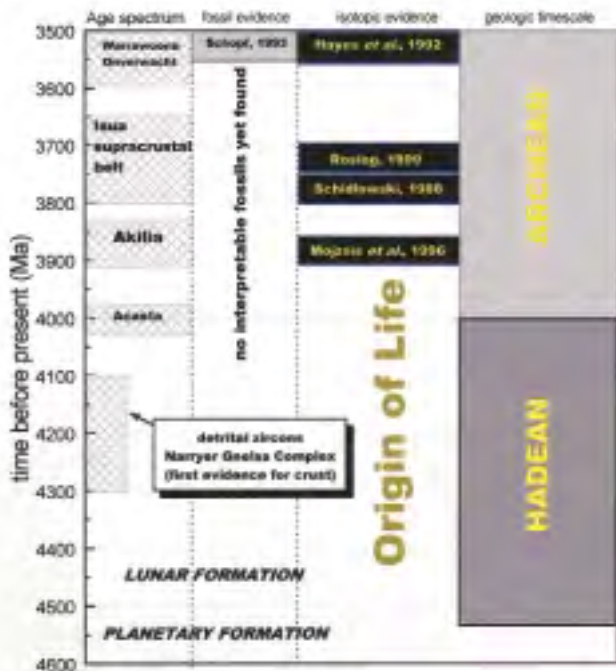 Age spectrum
fossil evidence
isotopic evidence
geologic timescale
time before present (Ma)
3500
3600
3700
3800
3900
4000
4100
4200
4300
4400
4500
4600
Warrawoona
Onverwacht
Isua
supracrustal
belt
Akilia
Acasta
Schopf, 1993
no interpretable fossils yet found
Hayes et al., 1992
Rosing, 1999
Schidlowski, 1988
Mojzsis et al., 1996
Origin of Life
ARCHEAN
HADEAN
detrital zircons
Narryer Gneiss Complex
(first evidence for crust)
LUNAR FORMATION
PLANETARY FORMATION